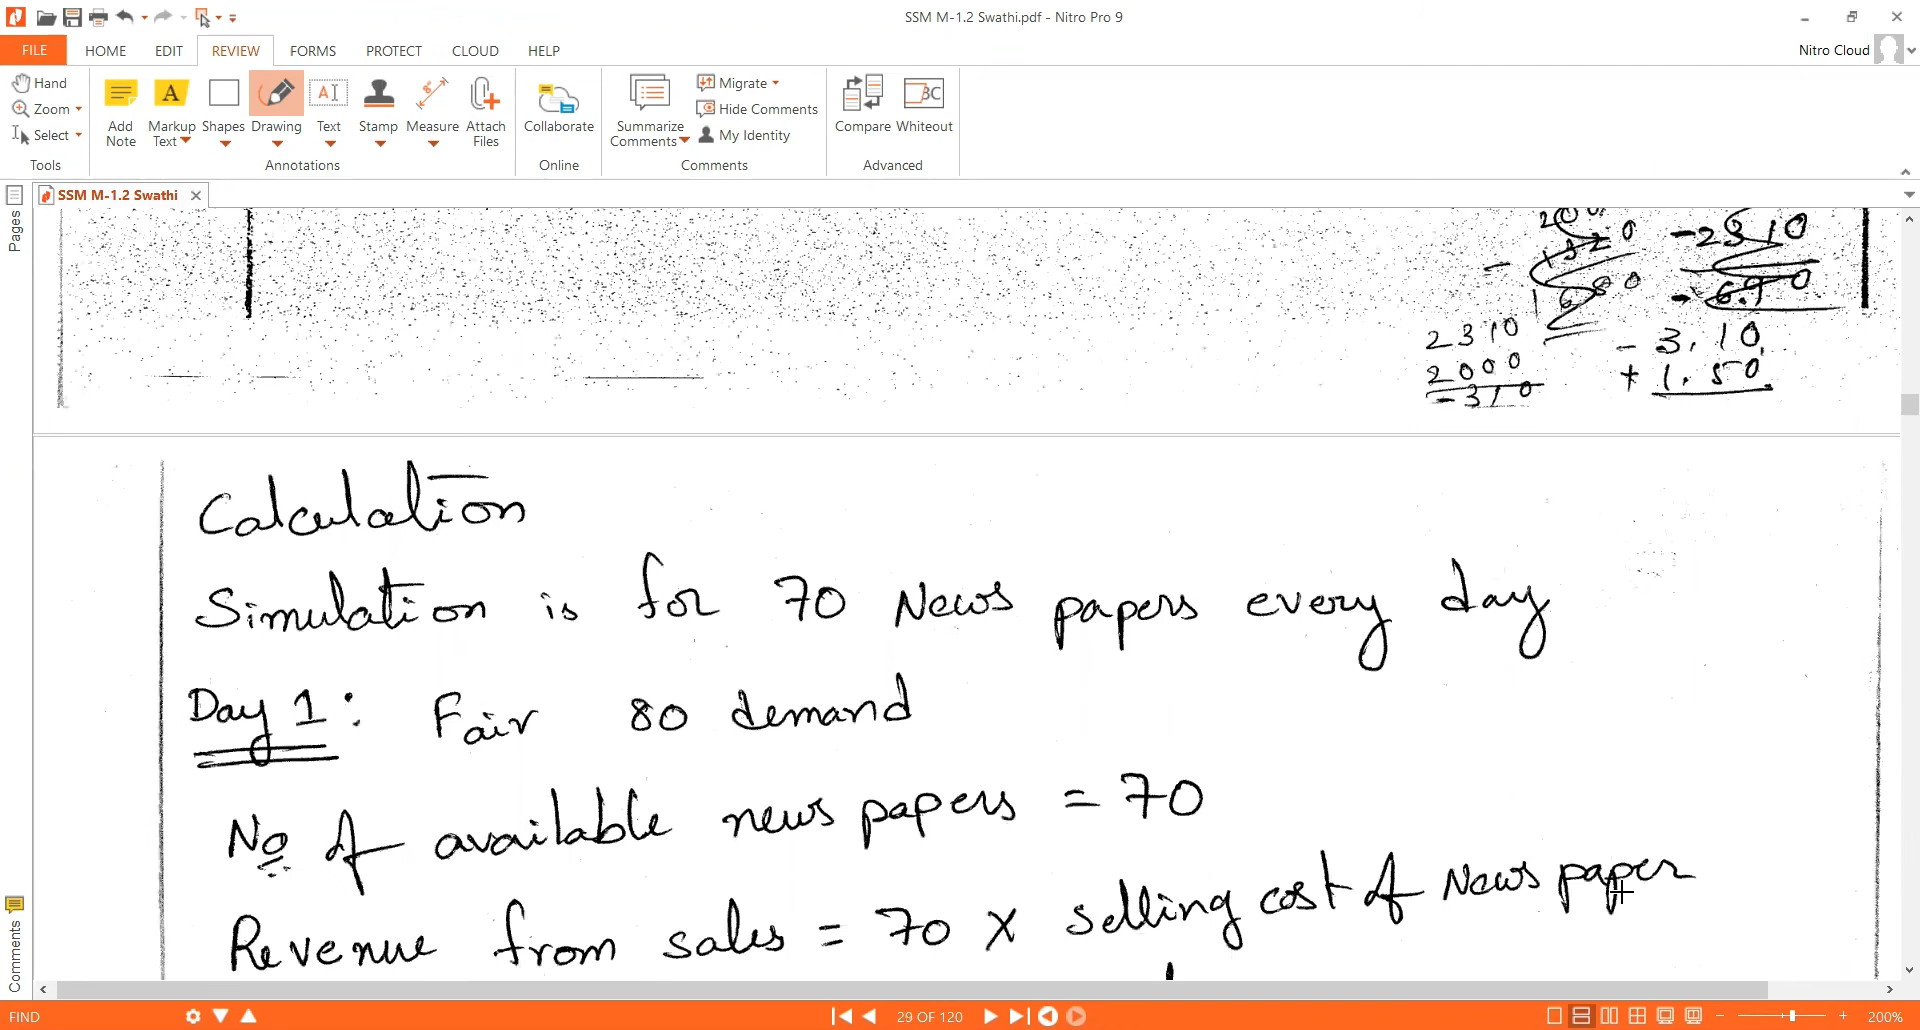 SSM M-1.2 Swathi.pdf - Nitro Pro 9
FILE HOME EDIT REVIEW FORMS PROTECT CLOUD HELP
Nitro Cloud
Hand
Zoom
Select
Tools
Add Note
Markup Text
Shapes
Drawing
Text
Stamp
Measure
Attach Files
Annotations
Collaborate
Online
Summarize Comments
Migrate
Hide Comments
My Identity
Comments
Compare
Whiteout
Advanced
SSM M-1.2 Swathi
Pages
-2310
2310
2000
-310
- 3.10
+ 1.50
Calculation
Simulation is for 70 News papers every day
Day 1: Fair 80 demand
No of available news papers = 70
Revenue from sales = 70 X selling cost of News paper
Comments
FIND
29 OF 120
200%